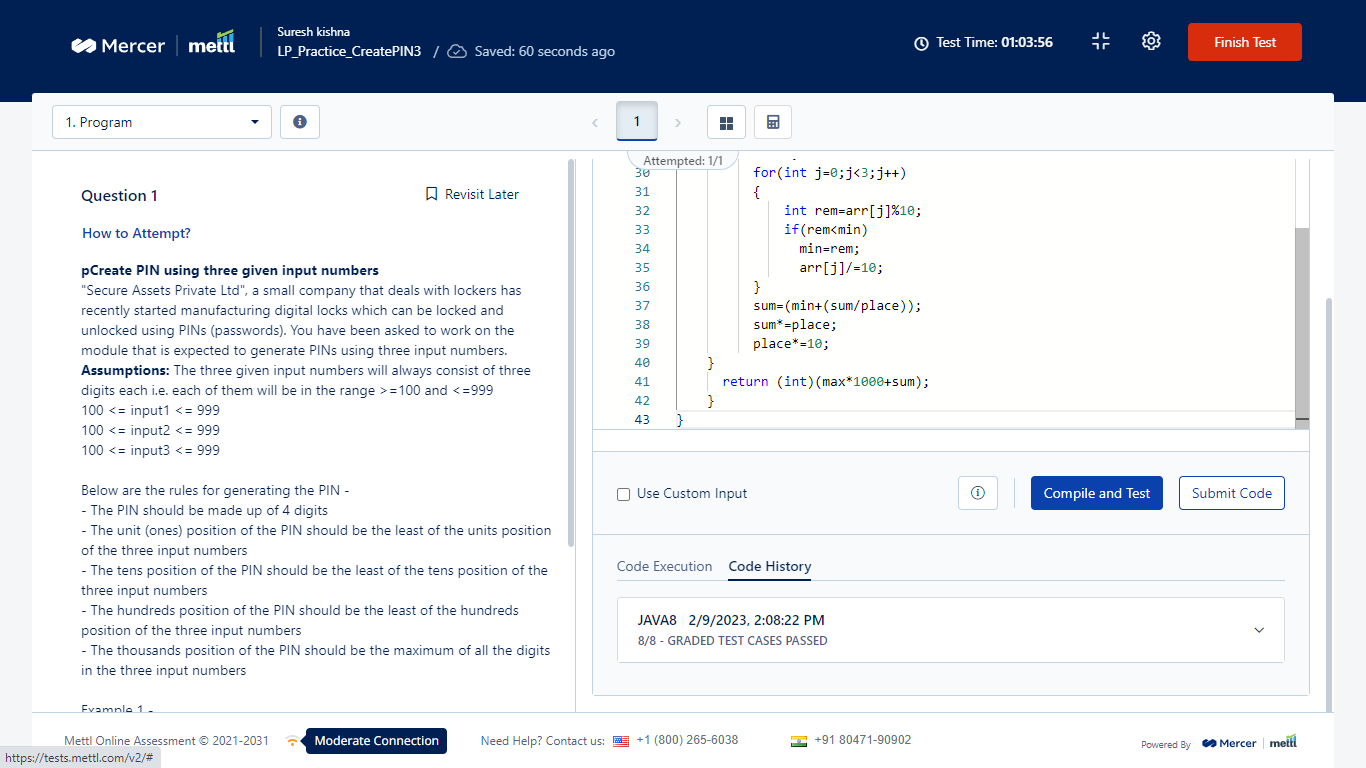 Mercer | mettl
Suresh kishna
LP_Practice_CreatePIN3 / Saved: 60 seconds ago
Test Time: 01:03:56
Finish Test
1. Program
1
Attempted: 1/1
Question 1
Revisit Later
How to Attempt?
pCreate PIN using three given input numbers
"Secure Assets Private Ltd", a small company that deals with lockers has
recently started manufacturing digital locks which can be locked and
unlocked using PINs (passwords). You have been asked to work on the
module that is expected to generate PINs using three input numbers.
Assumptions: The three given input numbers will always consist of three
digits each i.e. each of them will be in the range >=100 and <=999
100 <= input1 <= 999
100 <= input2 <= 999
100 <= input3 <= 999
Below are the rules for generating the PIN -
- The PIN should be made up of 4 digits
- The unit (ones) position of the PIN should be the least of the units position
of the three input numbers
- The tens position of the PIN should be the least of the tens position of the
three input numbers
- The hundreds position of the PIN should be the least of the hundreds
position of the three input numbers
- The thousands position of the PIN should be the maximum of all the digits
in the three input numbers
Example 1 -
30 for(int j=0;j<3;j++)
31 {
32 int rem=arr[j]%10;
33 if(rem<min)
34 min=rem;
35 arr[j]/=10;
36 }
37 sum=(min+(sum/place));
38 sum*=place;
39 place*=10;
40 }
41 return (int)(max*1000+sum);
42 }
43 }
Use Custom Input
Compile and Test
Submit Code
Code Execution
Code History
JAVA8 2/9/2023, 2:08:22 PM
8/8 - GRADED TEST CASES PASSED
Mettl Online Assessment © 2021-2031
Moderate Connection
Need Help? Contact us:
+1 (800) 265-6038
+91 80471-90902
Powered By
Mercer | mettl
https://tests.mettl.com/v2/#